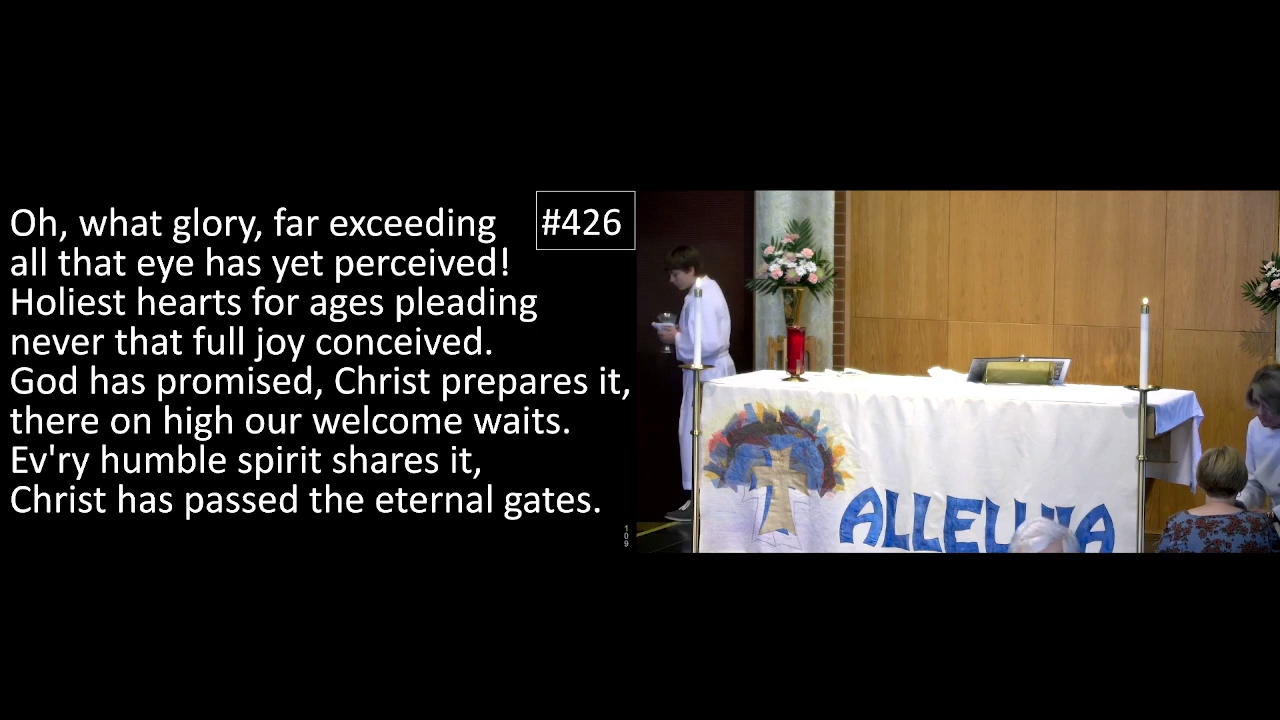 Oh, what glory, far exceeding
all that eye has yet perceived!
Holiest hearts for ages pleading
never that full joy conceived.
God has promised, Christ prepares it,
there on high our welcome waits.
Ev'ry humble spirit shares it,
Christ has passed the eternal gates.
#426
109
ALLELUIA